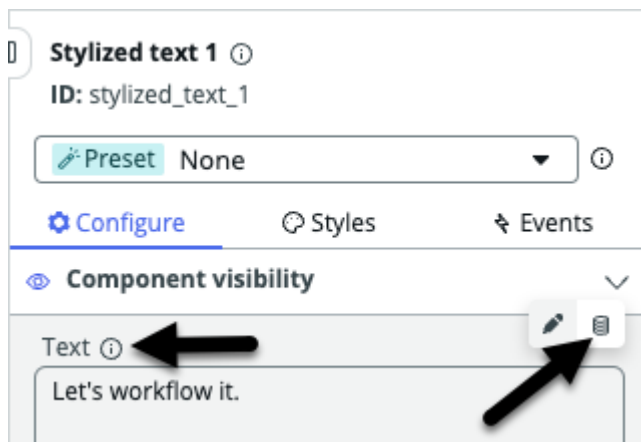 Stylized text 1
ID: stylized_text_1
Preset None
Configure Styles Events
Component visibility
Text
Let's workflow it.